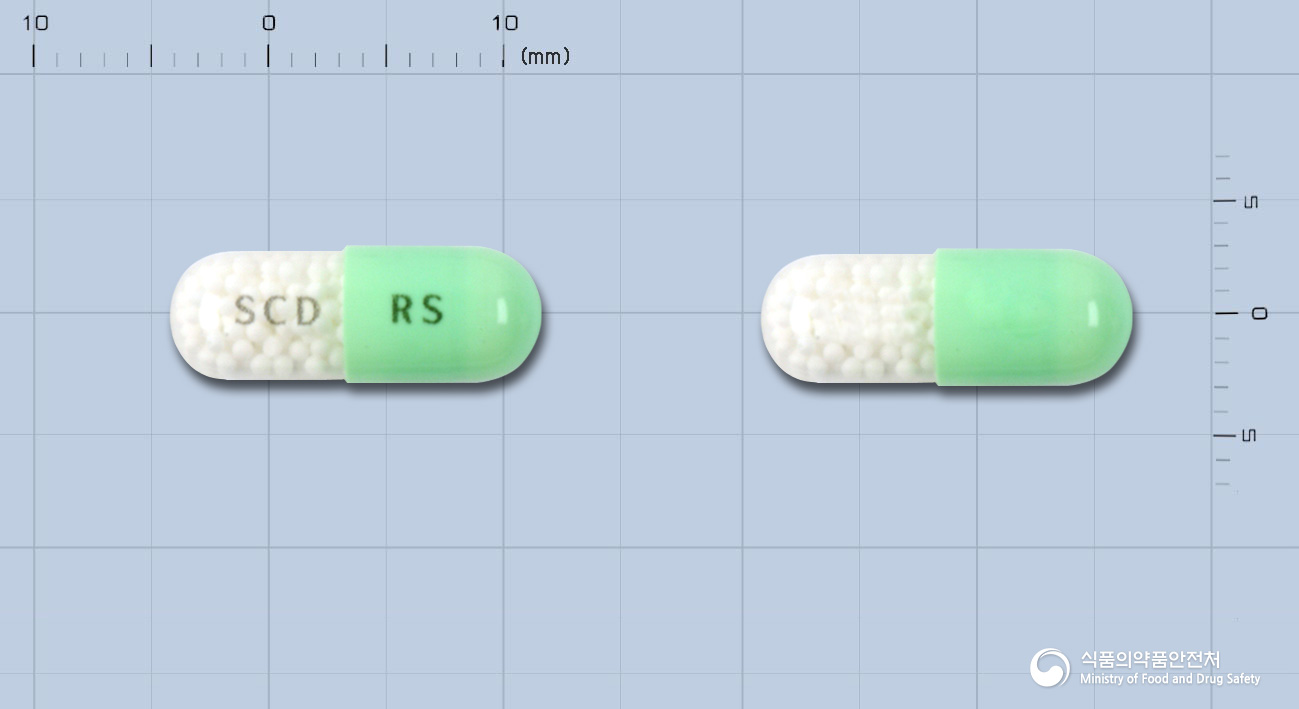 10 0 10
(mm)
5
SCD RS
0
5
식품의약품안전처
Ministry of Food and Drug Safety